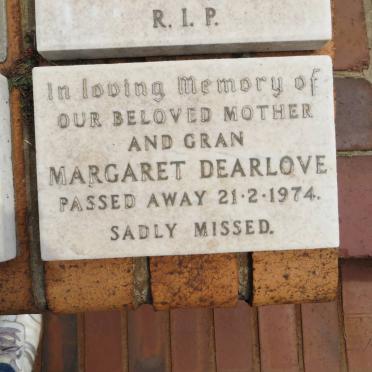 R. I. P.
In loving Memory of
OUR BELOVED MOTHER
AND GRAN
MARGARET DEARLOVE
PASSED AWAY 21·2·1974.
SADLY MISSED.